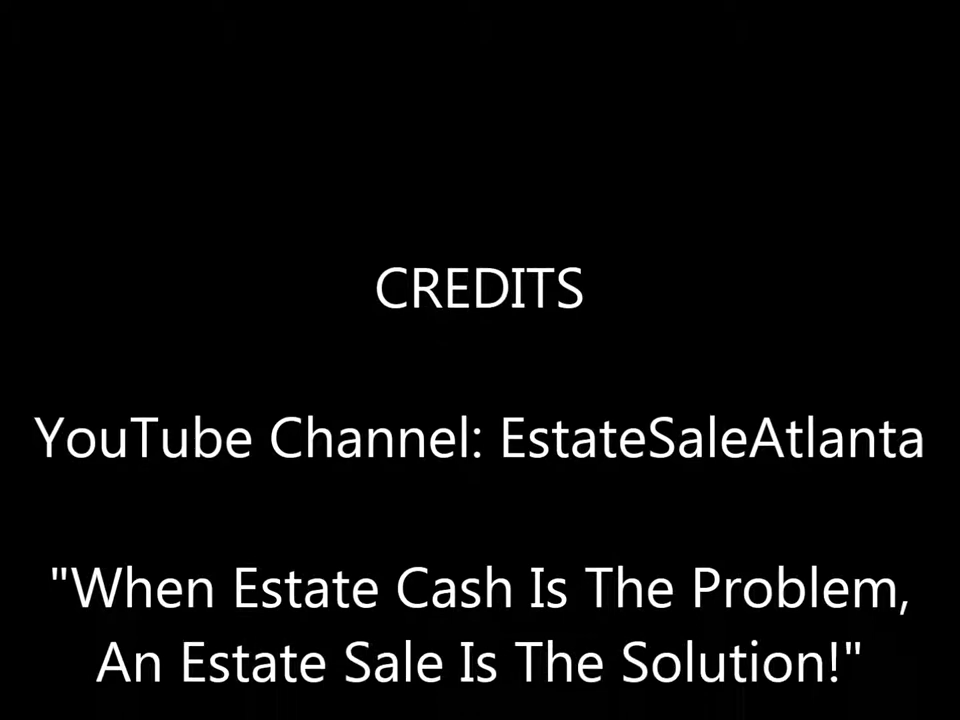 CREDITS
YouTube Channel: EstateSaleAtlanta
"When Estate Cash Is The Problem,
An Estate Sale Is The Solution!"